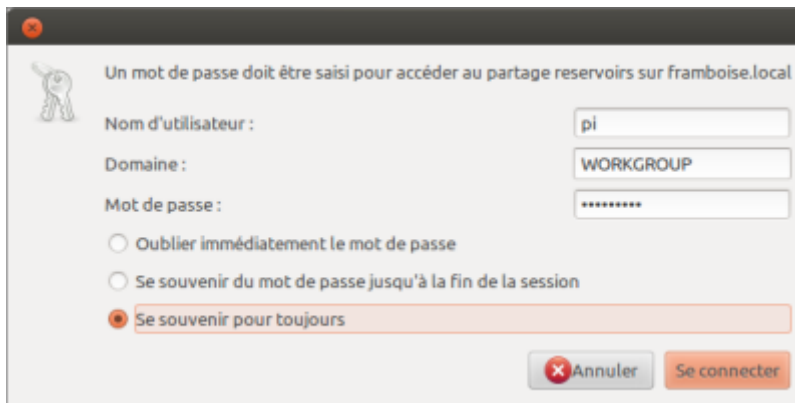 Un mot de passe doit être saisi pour accéder au partage reservoirs sur framboise.local
Nom d'utilisateur : pi
Domaine : WORKGROUP
Mot de passe : •••••••••
Oublier immédiatement le mot de passe
Se souvenir du mot de passe jusqu'à la fin de la session
Se souvenir pour toujours
Annuler Se connecter